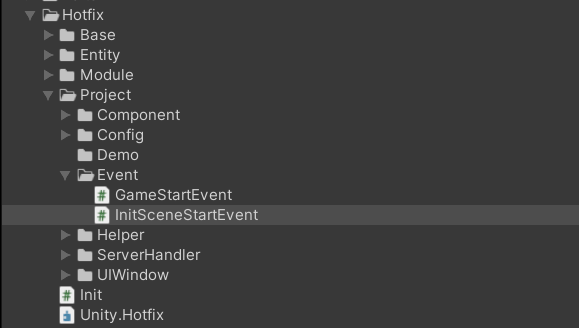 Hotfix
Base
Entity
Module
Project
Component
Config
Demo
Event
GameStartEvent
InitSceneStartEvent
Helper
ServerHandler
UIWindow
Init
Unity.Hotfix